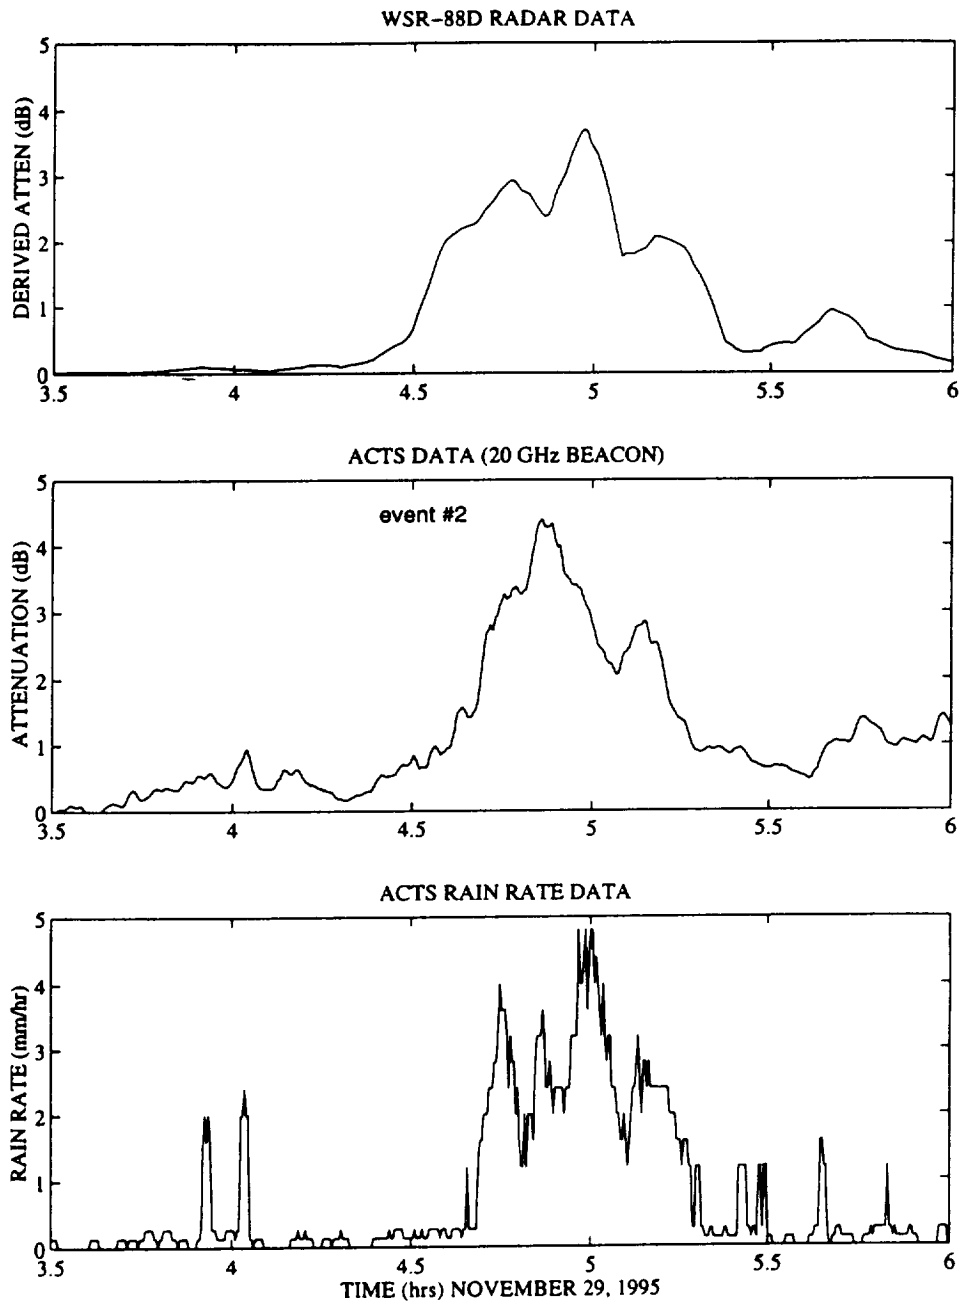 WSR-88D RADAR DATA
5
4
3
2
1
0
DERIVED ATTEN (dB)
3.5 4 4.5 5 5.5 6
ACTS DATA (20 GHz BEACON)
event #2
5
4
3
2
1
0
ATTENUATION (dB)
3.5 4 4.5 5 5.5 6
ACTS RAIN RATE DATA
5
4
3
2
1
0
RAIN RATE (mm/hr)
3.5 4 4.5 5 5.5 6
TIME (hrs) NOVEMBER 29, 1995